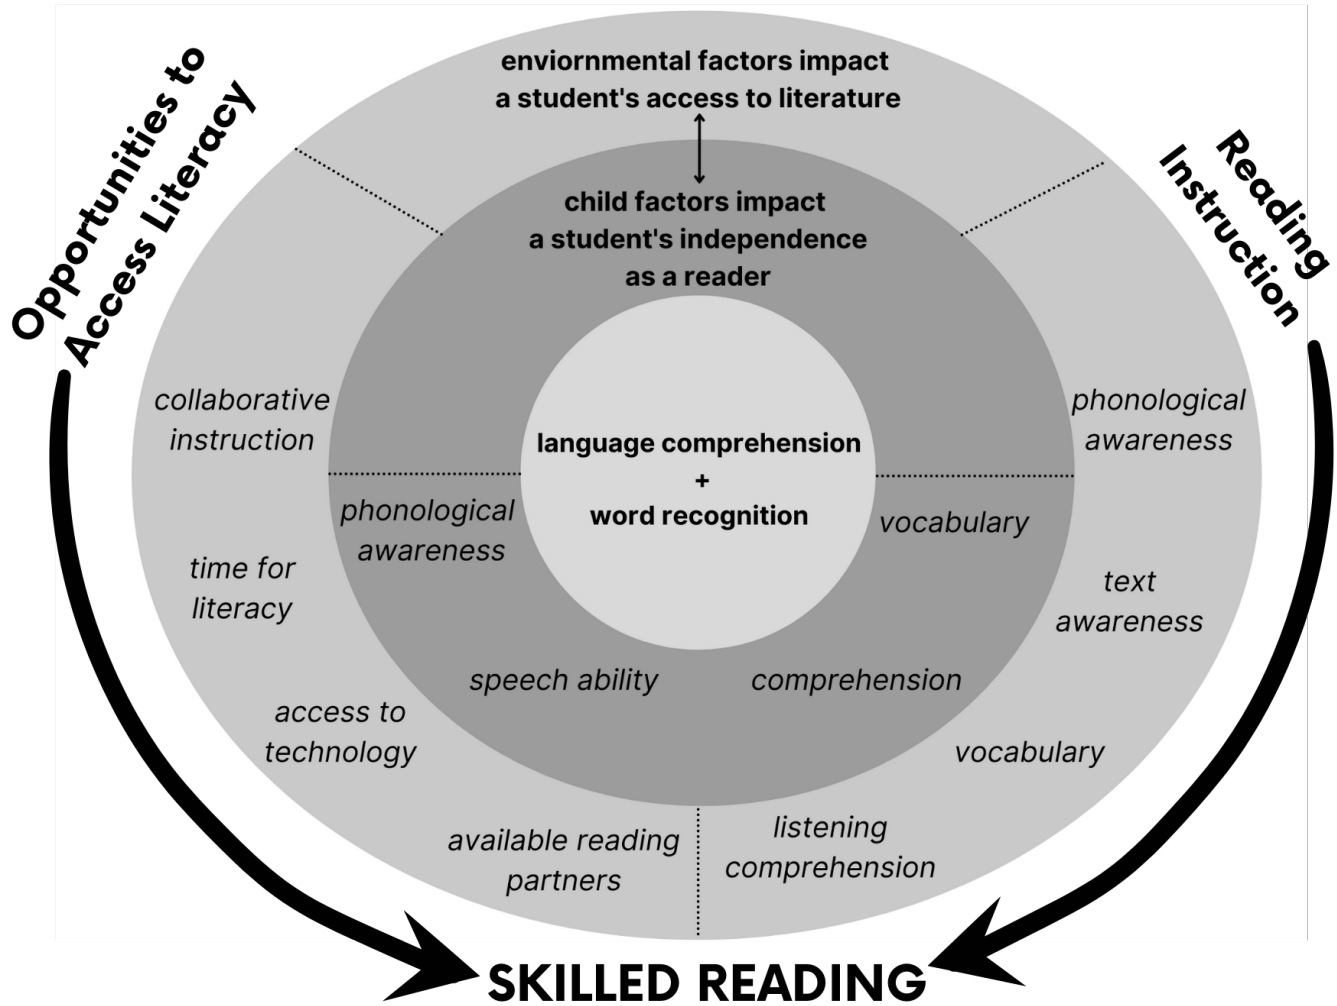 Opportunities to
Access Literacy
Reading
Instruction
enviornmental factors impact
a student's access to literature
child factors impact
a student's independence
as a reader
language comprehension
+
word recognition
collaborative
instruction
time for
literacy
access to
technology
available reading
partners
phonological
awareness
speech ability
vocabulary
comprehension
phonological
awareness
text
awareness
vocabulary
listening
comprehension
SKILLED READING